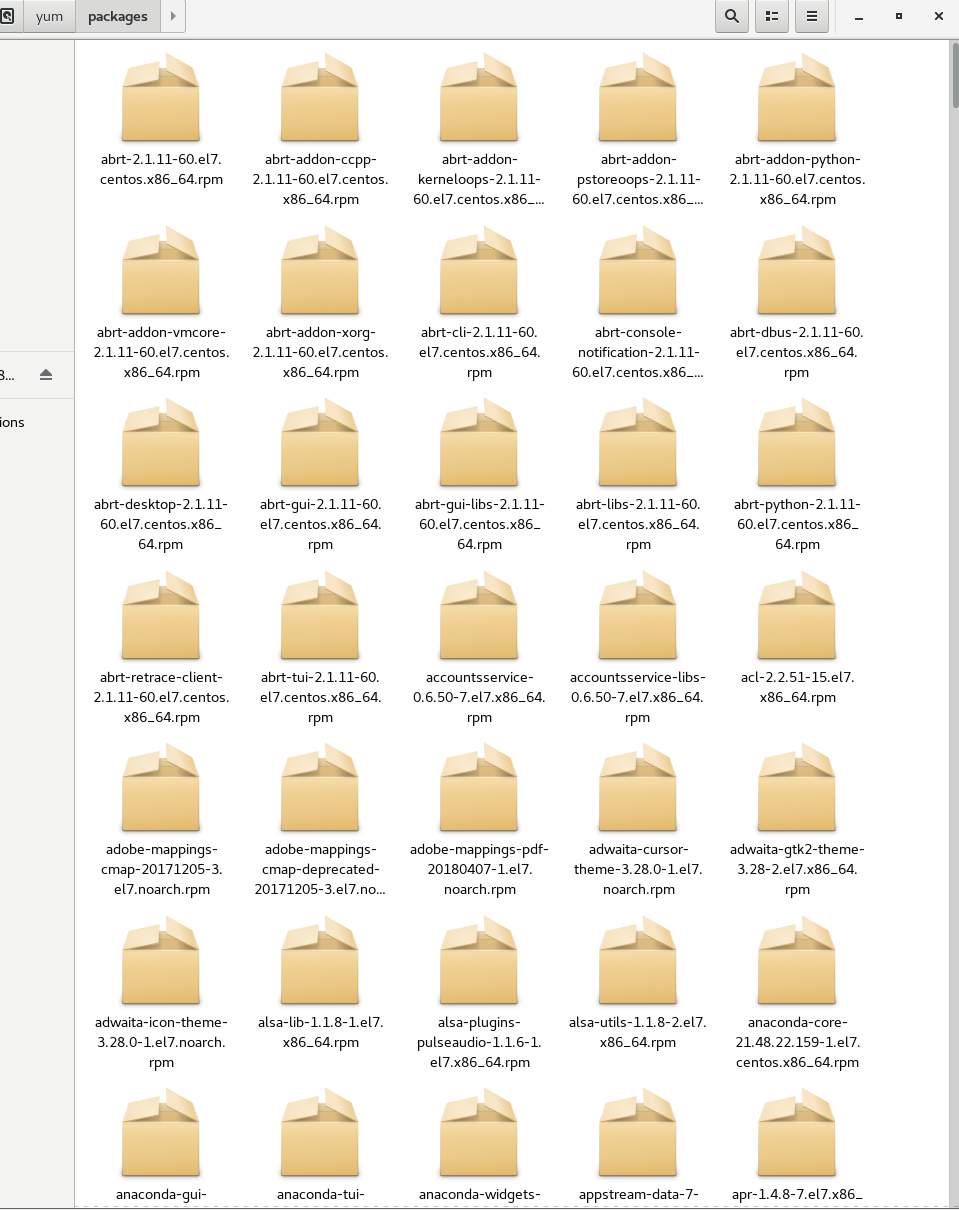 yum packages
abrt-2.1.11-60.el7.
centos.x86_64.rpm
abrt-addon-ccpp-
2.1.11-60.el7.centos.
x86_64.rpm
abrt-addon-
kerneloops-2.1.11-
60.el7.centos.x86_...
abrt-addon-
pstoreoops-2.1.11-
60.el7.centos.x86_...
abrt-addon-python-
2.1.11-60.el7.centos.
x86_64.rpm
abrt-addon-vmcore-
2.1.11-60.el7.centos.
x86_64.rpm
abrt-addon-xorg-
2.1.11-60.el7.centos.
x86_64.rpm
abrt-cli-2.1.11-60.
el7.centos.x86_64.
rpm
abrt-console-
notification-2.1.11-
60.el7.centos.x86_...
abrt-dbus-2.1.11-60.
el7.centos.x86_64.
rpm
8...
ions
abrt-desktop-2.1.11-
60.el7.centos.x86_
64.rpm
abrt-gui-2.1.11-60.
el7.centos.x86_64.
rpm
abrt-gui-libs-2.1.11-
60.el7.centos.x86_
64.rpm
abrt-libs-2.1.11-60.
el7.centos.x86_64.
rpm
abrt-python-2.1.11-
60.el7.centos.x86_
64.rpm
abrt-retrace-client-
2.1.11-60.el7.centos.
x86_64.rpm
abrt-tui-2.1.11-60.
el7.centos.x86_64.
rpm
accountsservice-
0.6.50-7.el7.x86_64.
rpm
accountsservice-libs-
0.6.50-7.el7.x86_64.
rpm
acl-2.2.51-15.el7.
x86_64.rpm
adobe-mappings-
cmap-20171205-3.
el7.noarch.rpm
adobe-mappings-
cmap-deprecated-
20171205-3.el7.no...
adobe-mappings-pdf-
20180407-1.el7.
noarch.rpm
adwaita-cursor-
theme-3.28.0-1.el7.
noarch.rpm
adwaita-gtk2-theme-
3.28-2.el7.x86_64.
rpm
adwaita-icon-theme-
3.28.0-1.el7.noarch.
rpm
alsa-lib-1.1.8-1.el7.
x86_64.rpm
alsa-plugins-
pulseaudio-1.1.6-1.
el7.x86_64.rpm
alsa-utils-1.1.8-2.el7.
x86_64.rpm
anaconda-core-
21.48.22.159-1.el7.
centos.x86_64.rpm
anaconda-gui-
anaconda-tui-
anaconda-widgets-
appstream-data-7-
apr-1.4.8-7.el7.x86_